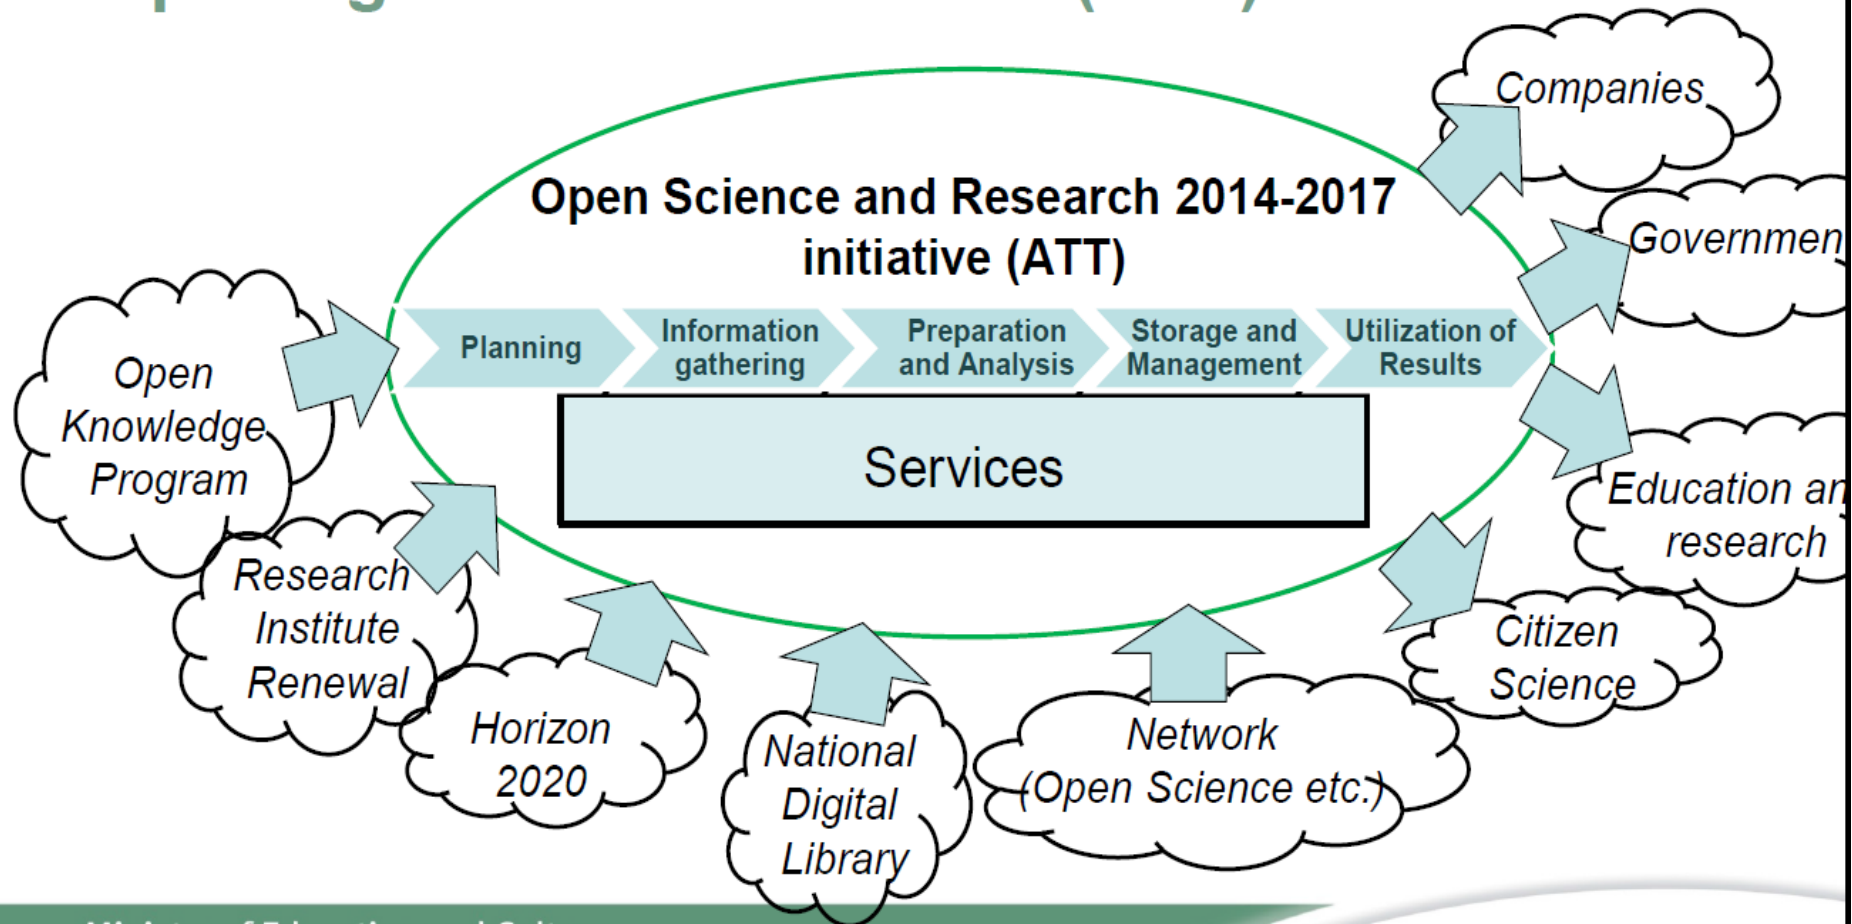 Open Science and Research 2014-2017
initiative (ATT)
Planning
Information
gathering
Preparation
and Analysis
Storage and
Management
Utilization of
Results
Services
Open
Knowledge
Program
Research
Institute
Renewal
Horizon
2020
National
Digital
Library
Network
(Open Science etc.)
Citizen
Science
Education an
research
Governmen
Companies